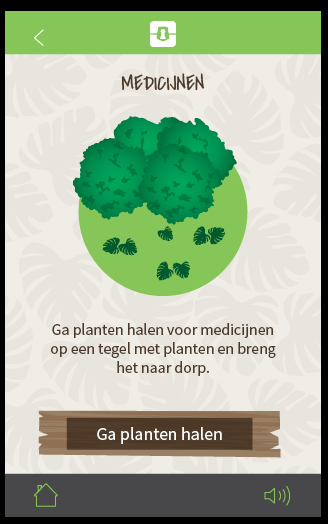 MEDICIJNEN
Ga planten halen voor medicijnen
op een tegel met planten en breng
het naar dorp.
Ga planten halen